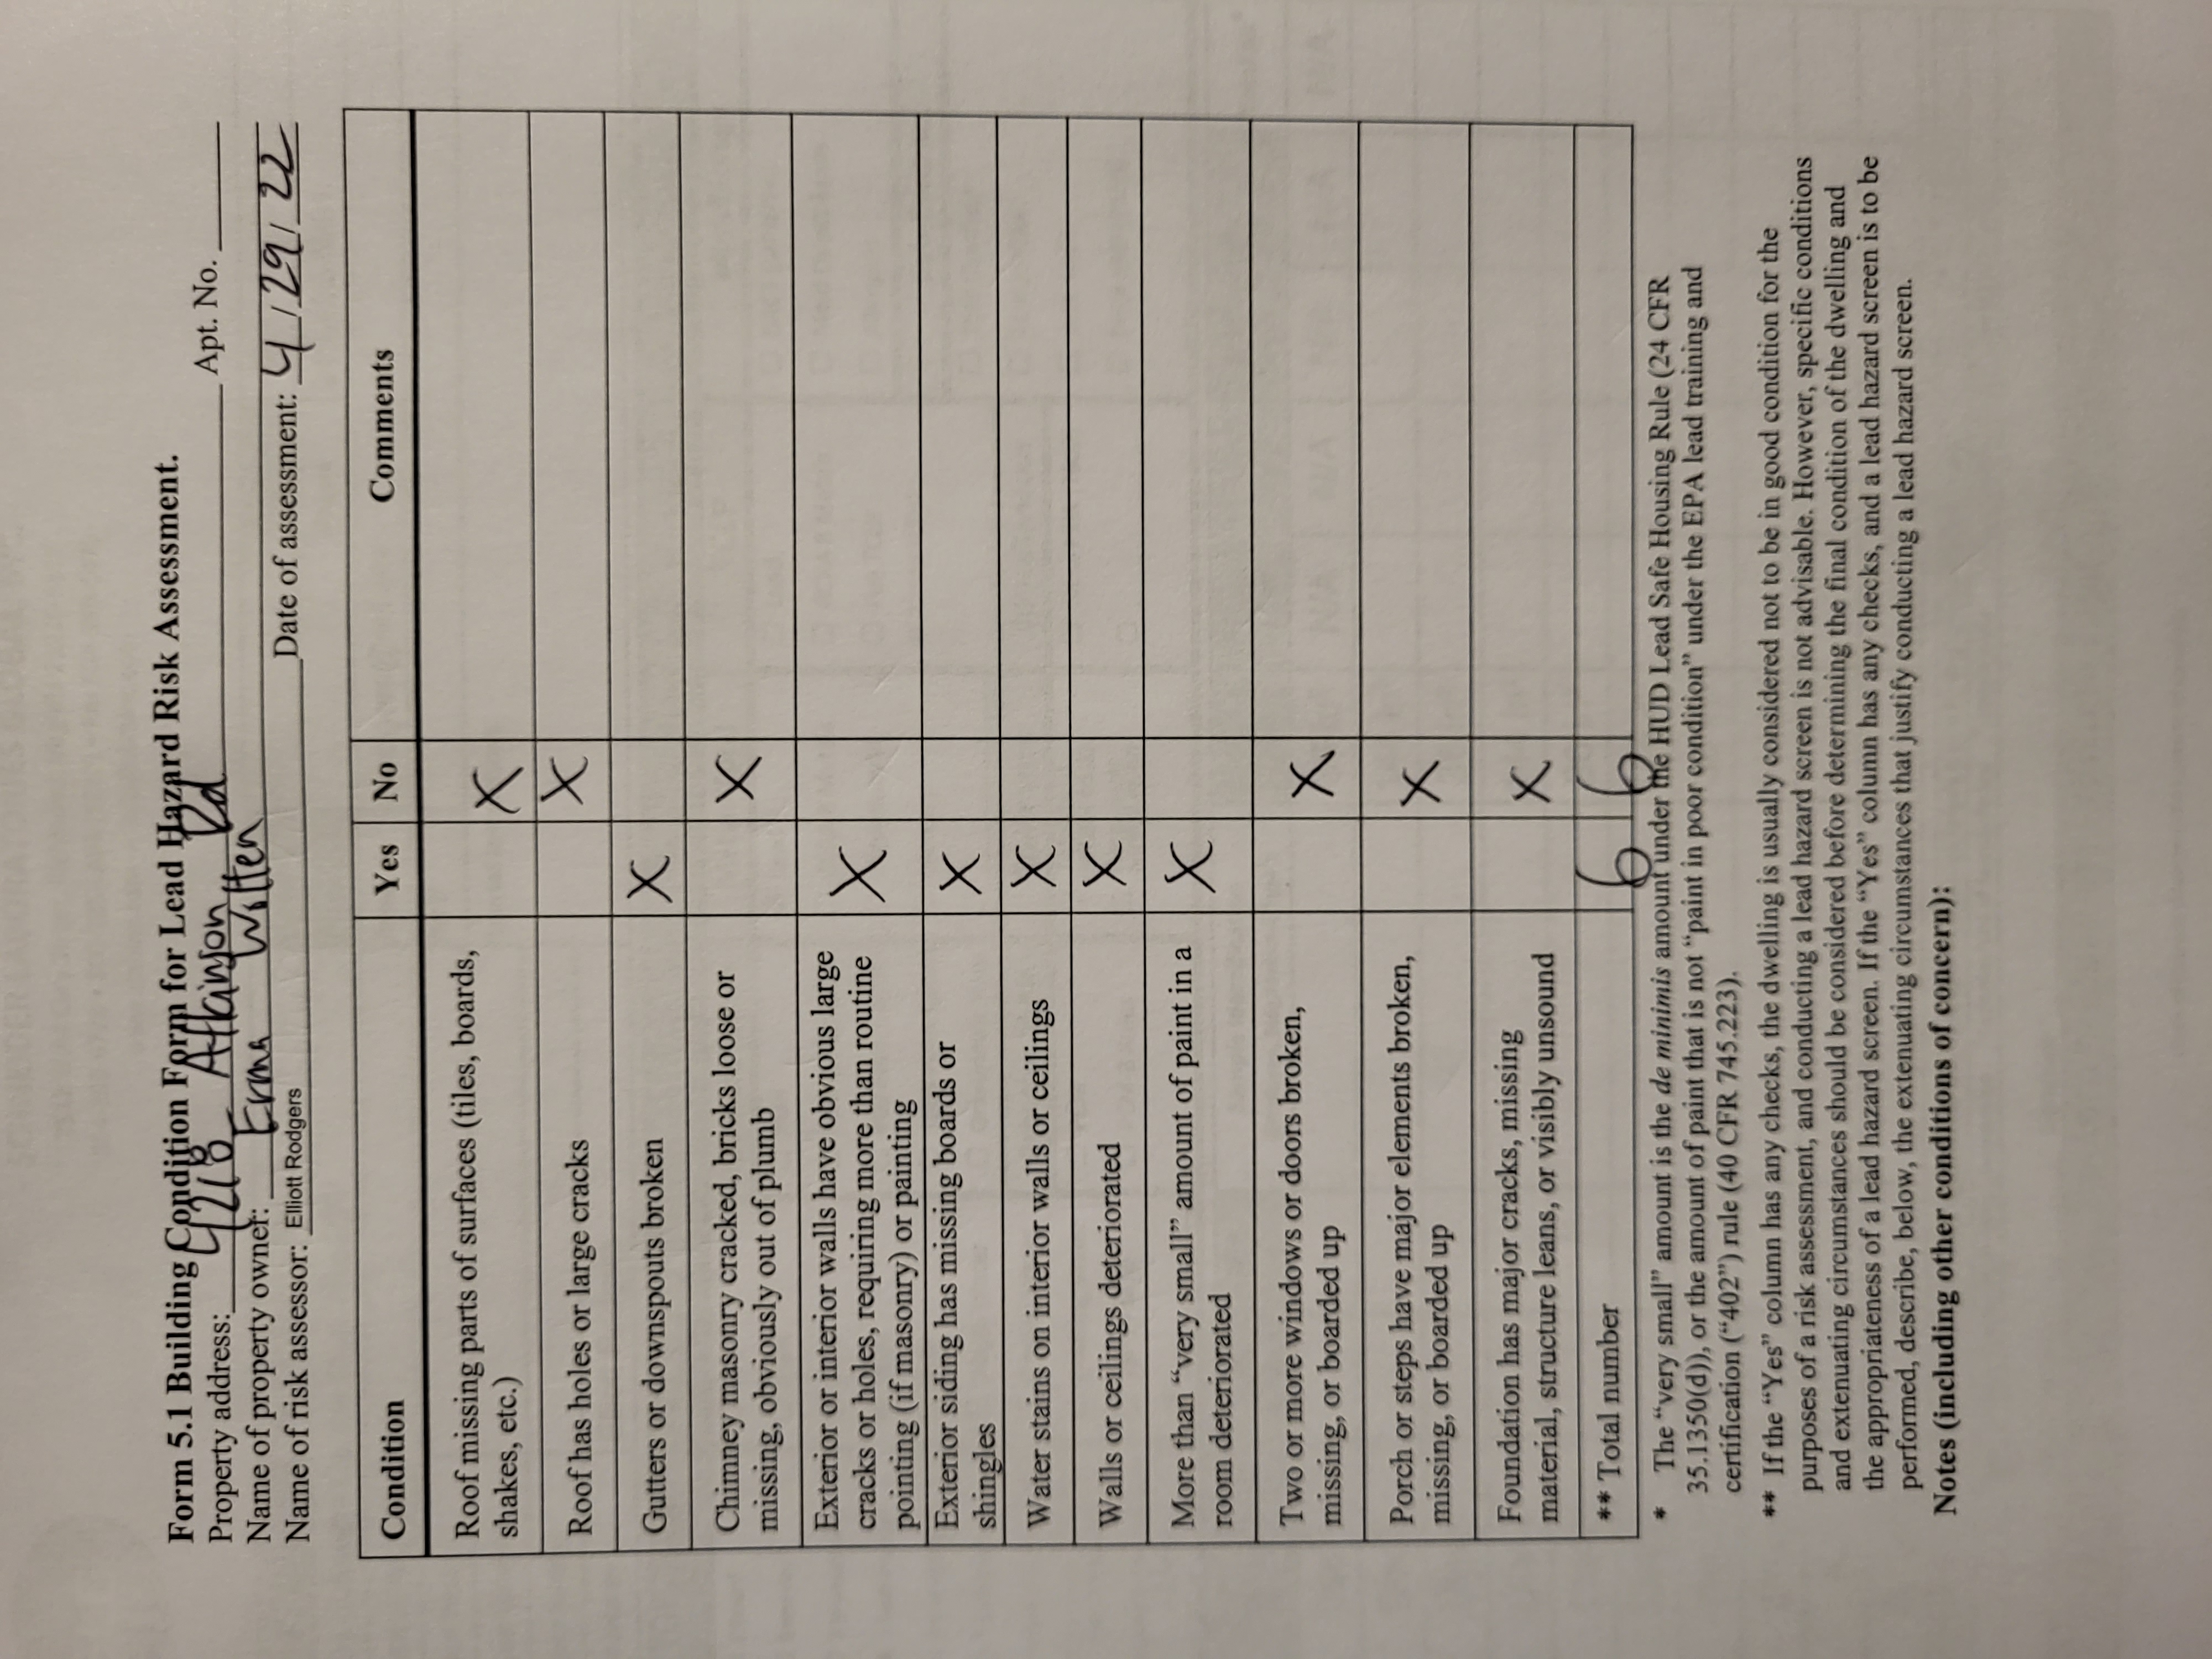 Form 5.1 Building Condition Form for Lead Hazard Risk Assessment.
Property address: 4218 Atkinson Rd Apt. No.
Name of property owner: Erma Witten
Name of risk assessor: Elliott Rodgers Date of assessment: 4/29/22
Condition Yes No Comments
Roof missing parts of surfaces (tiles, boards,
shakes, etc.) X
Roof has holes or large cracks X
Gutters or downspouts broken X
Chimney masonry cracked, bricks loose or
missing, obviously out of plumb X
Exterior or interior walls have obvious large
cracks or holes, requiring more than routine
pointing (if masonry) or painting X
Exterior siding has missing boards or
shingles X
Water stains on interior walls or ceilings X
Walls or ceilings deteriorated X
More than “very small” amount of paint in a
room deteriorated X
Two or more windows or doors broken,
missing, or boarded up X
Porch or steps have major elements broken,
missing, or boarded up X
Foundation has major cracks, missing
material, structure leans, or visibly unsound X
** Total number 6 6
* The “very small” amount is the de minimis amount under the HUD Lead Safe Housing Rule (24 CFR
35.1350(d)), or the amount of paint that is not “paint in poor condition” under the EPA lead training and
certification (“402”) rule (40 CFR 745.223).
** If the “Yes” column has any checks, the dwelling is usually considered not to be in good condition for the
purposes of a risk assessment, and conducting a lead hazard screen is not advisable. However, specific conditions
and extenuating circumstances should be considered before determining the final condition of the dwelling and
the appropriateness of a lead hazard screen. If the “Yes” column has any checks, and a lead hazard screen is to be
performed, describe, below, the extenuating circumstances that justify conducting a lead hazard screen.
Notes (including other conditions of concern):